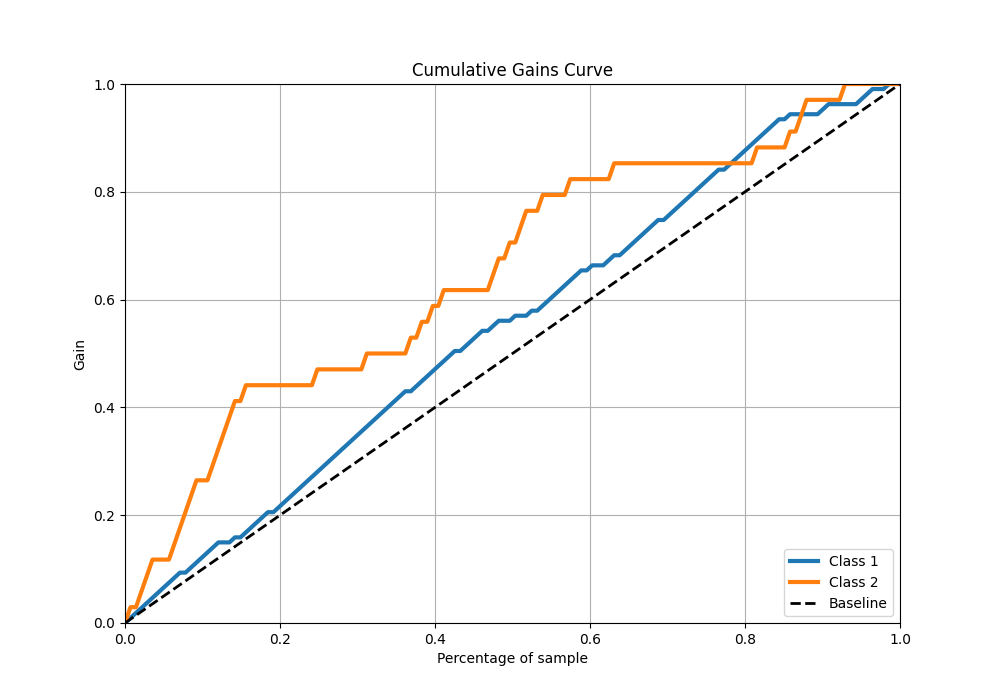 Cumulative Gains Curve
1.0
0.8
0.6
0.4
0.2
0.0
Gain
0.0 0.2 0.4 0.6 0.8 1.0
Percentage of sample
Class 1
Class 2
Baseline